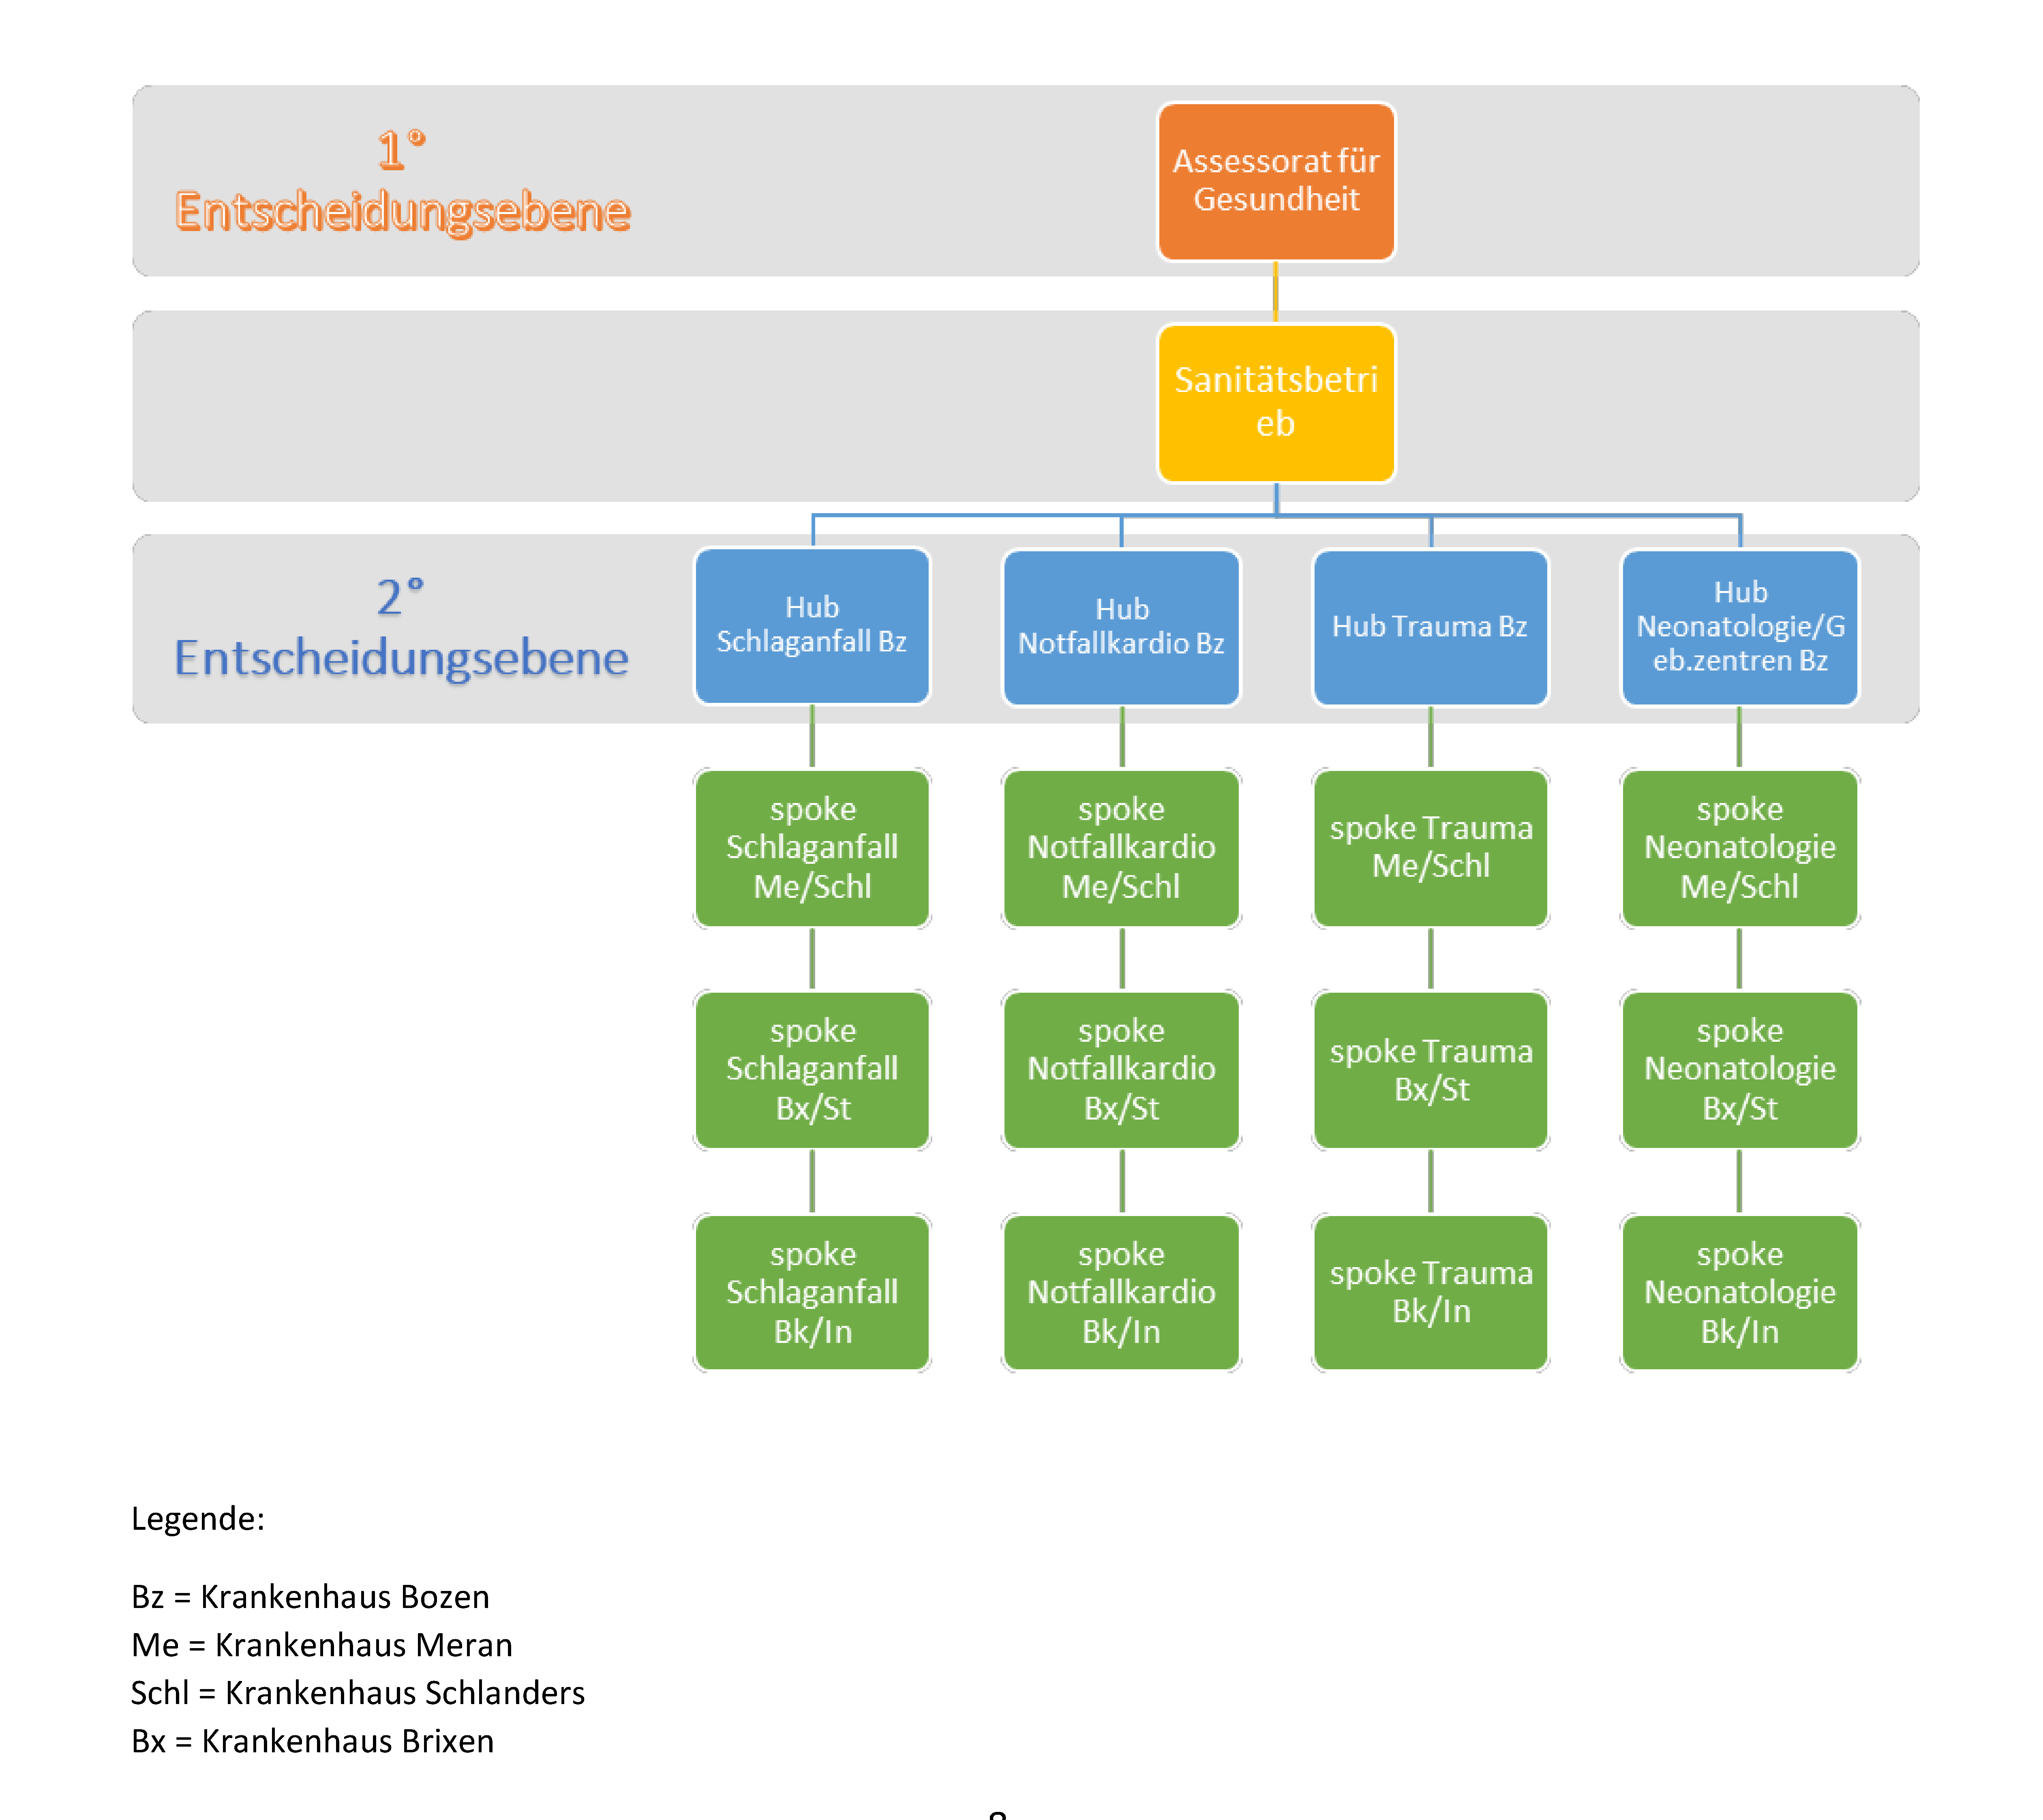 1°
Entscheidungsebene
Assessorat für
Gesundheit
Sanitätsbetri
eb
2°
Entscheidungsebene
Hub
Schlaganfall Bz
Hub
Notfallkardio Bz
Hub Trauma Bz
Hub
Neonatologie/G
eb.zentren Bz
spoke
Schlaganfall
Me/Schl
spoke
Notfallkardio
Me/Schl
spoke Trauma
Me/Schl
spoke
Neonatologie
Me/Schl
spoke
Schlaganfall
Bx/St
spoke
Notfallkardio
Bx/St
spoke Trauma
Bx/St
spoke
Neonatologie
Bx/St
spoke
Schlaganfall
Bk/In
spoke
Notfallkardio
Bk/In
spoke Trauma
Bk/In
spoke
Neonatologie
Bk/In
Legende:
Bz = Krankenhaus Bozen
Me = Krankenhaus Meran
Schl = Krankenhaus Schlanders
Bx = Krankenhaus Brixen